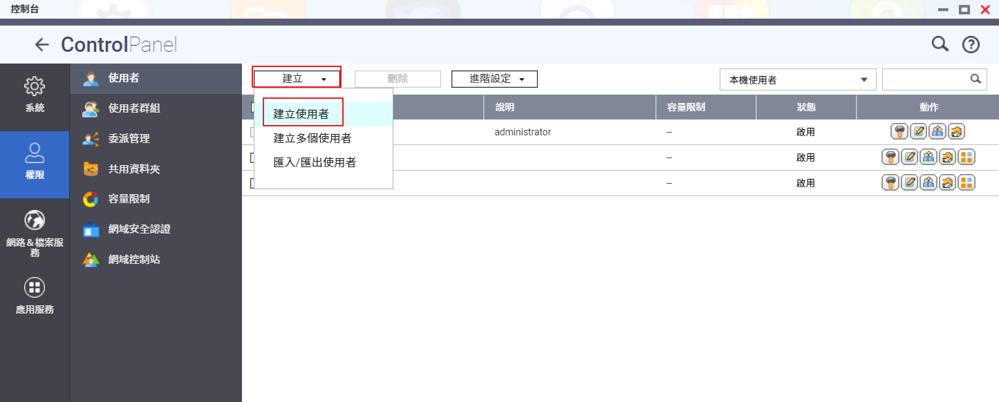 控制台
ControlPanel
系統
權限
網路&檔案服
務
應用服務
使用者
使用者群組
委派管理
共用資料夾
容量限制
網域安全認證
網域控制站
建立
刪除
進階設定
本機使用者
建立使用者
建立多個使用者
匯入/匯出使用者
說明 容量限制 狀態 動作
administrator -- 啟用
-- 啟用
-- 啟用